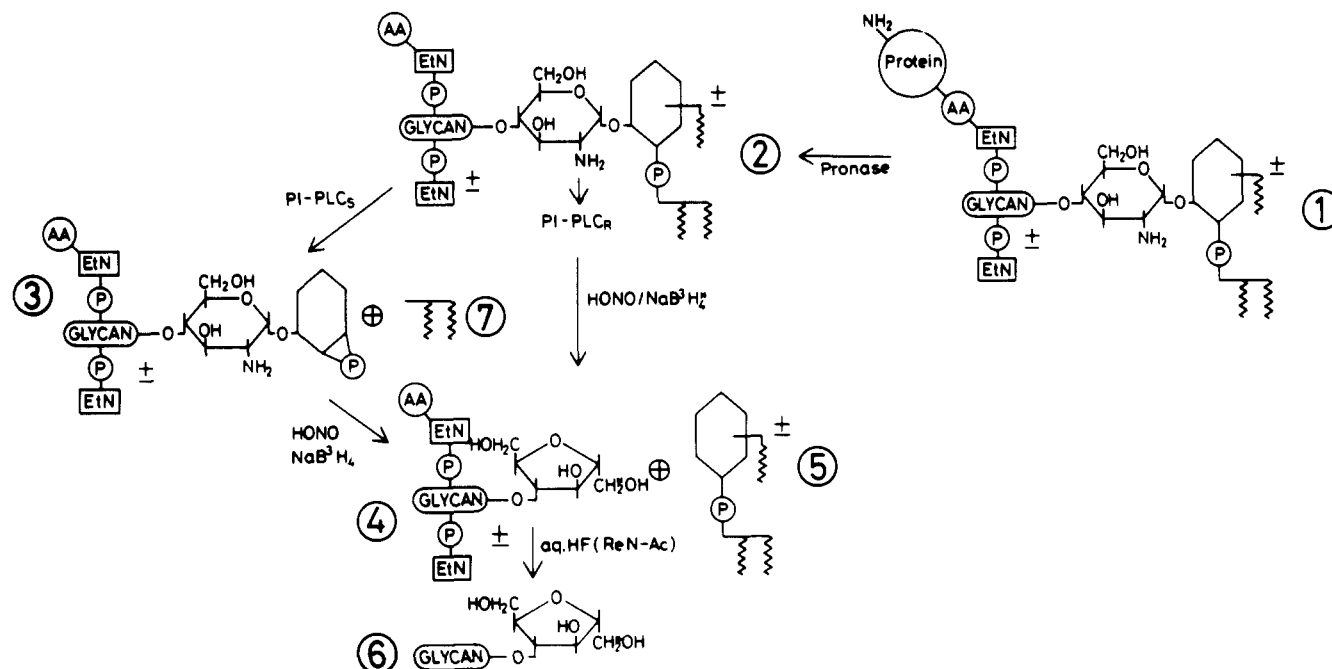 AA
EtN
P
GLYCAN
P
EtN
±
O
CH₂OH
O
OH
NH₂
O
±
P
②
Pronase
NH₂
Protein
AA
EtN
P
GLYCAN
P
EtN
±
O
CH₂OH
O
OH
NH₂
O
±
P
①
PI-PLCS
PI-PLCR
③
AA
EtN
P
GLYCAN
P
EtN
±
O
CH₂OH
O
OH
NH₂
O
P
⊕
⑦
HONO/NaB³H₄*
HONO
NaB³H₄
④
AA
EtN
P
GLYCAN
P
EtN
±
O
HOH₂C
O
HO
CH₂OH
⊕
±
P
⑤
aq.HF (ReN-Ac)
⑥
GLYCAN
O
HOH₂C
O
HO
CH₂OH